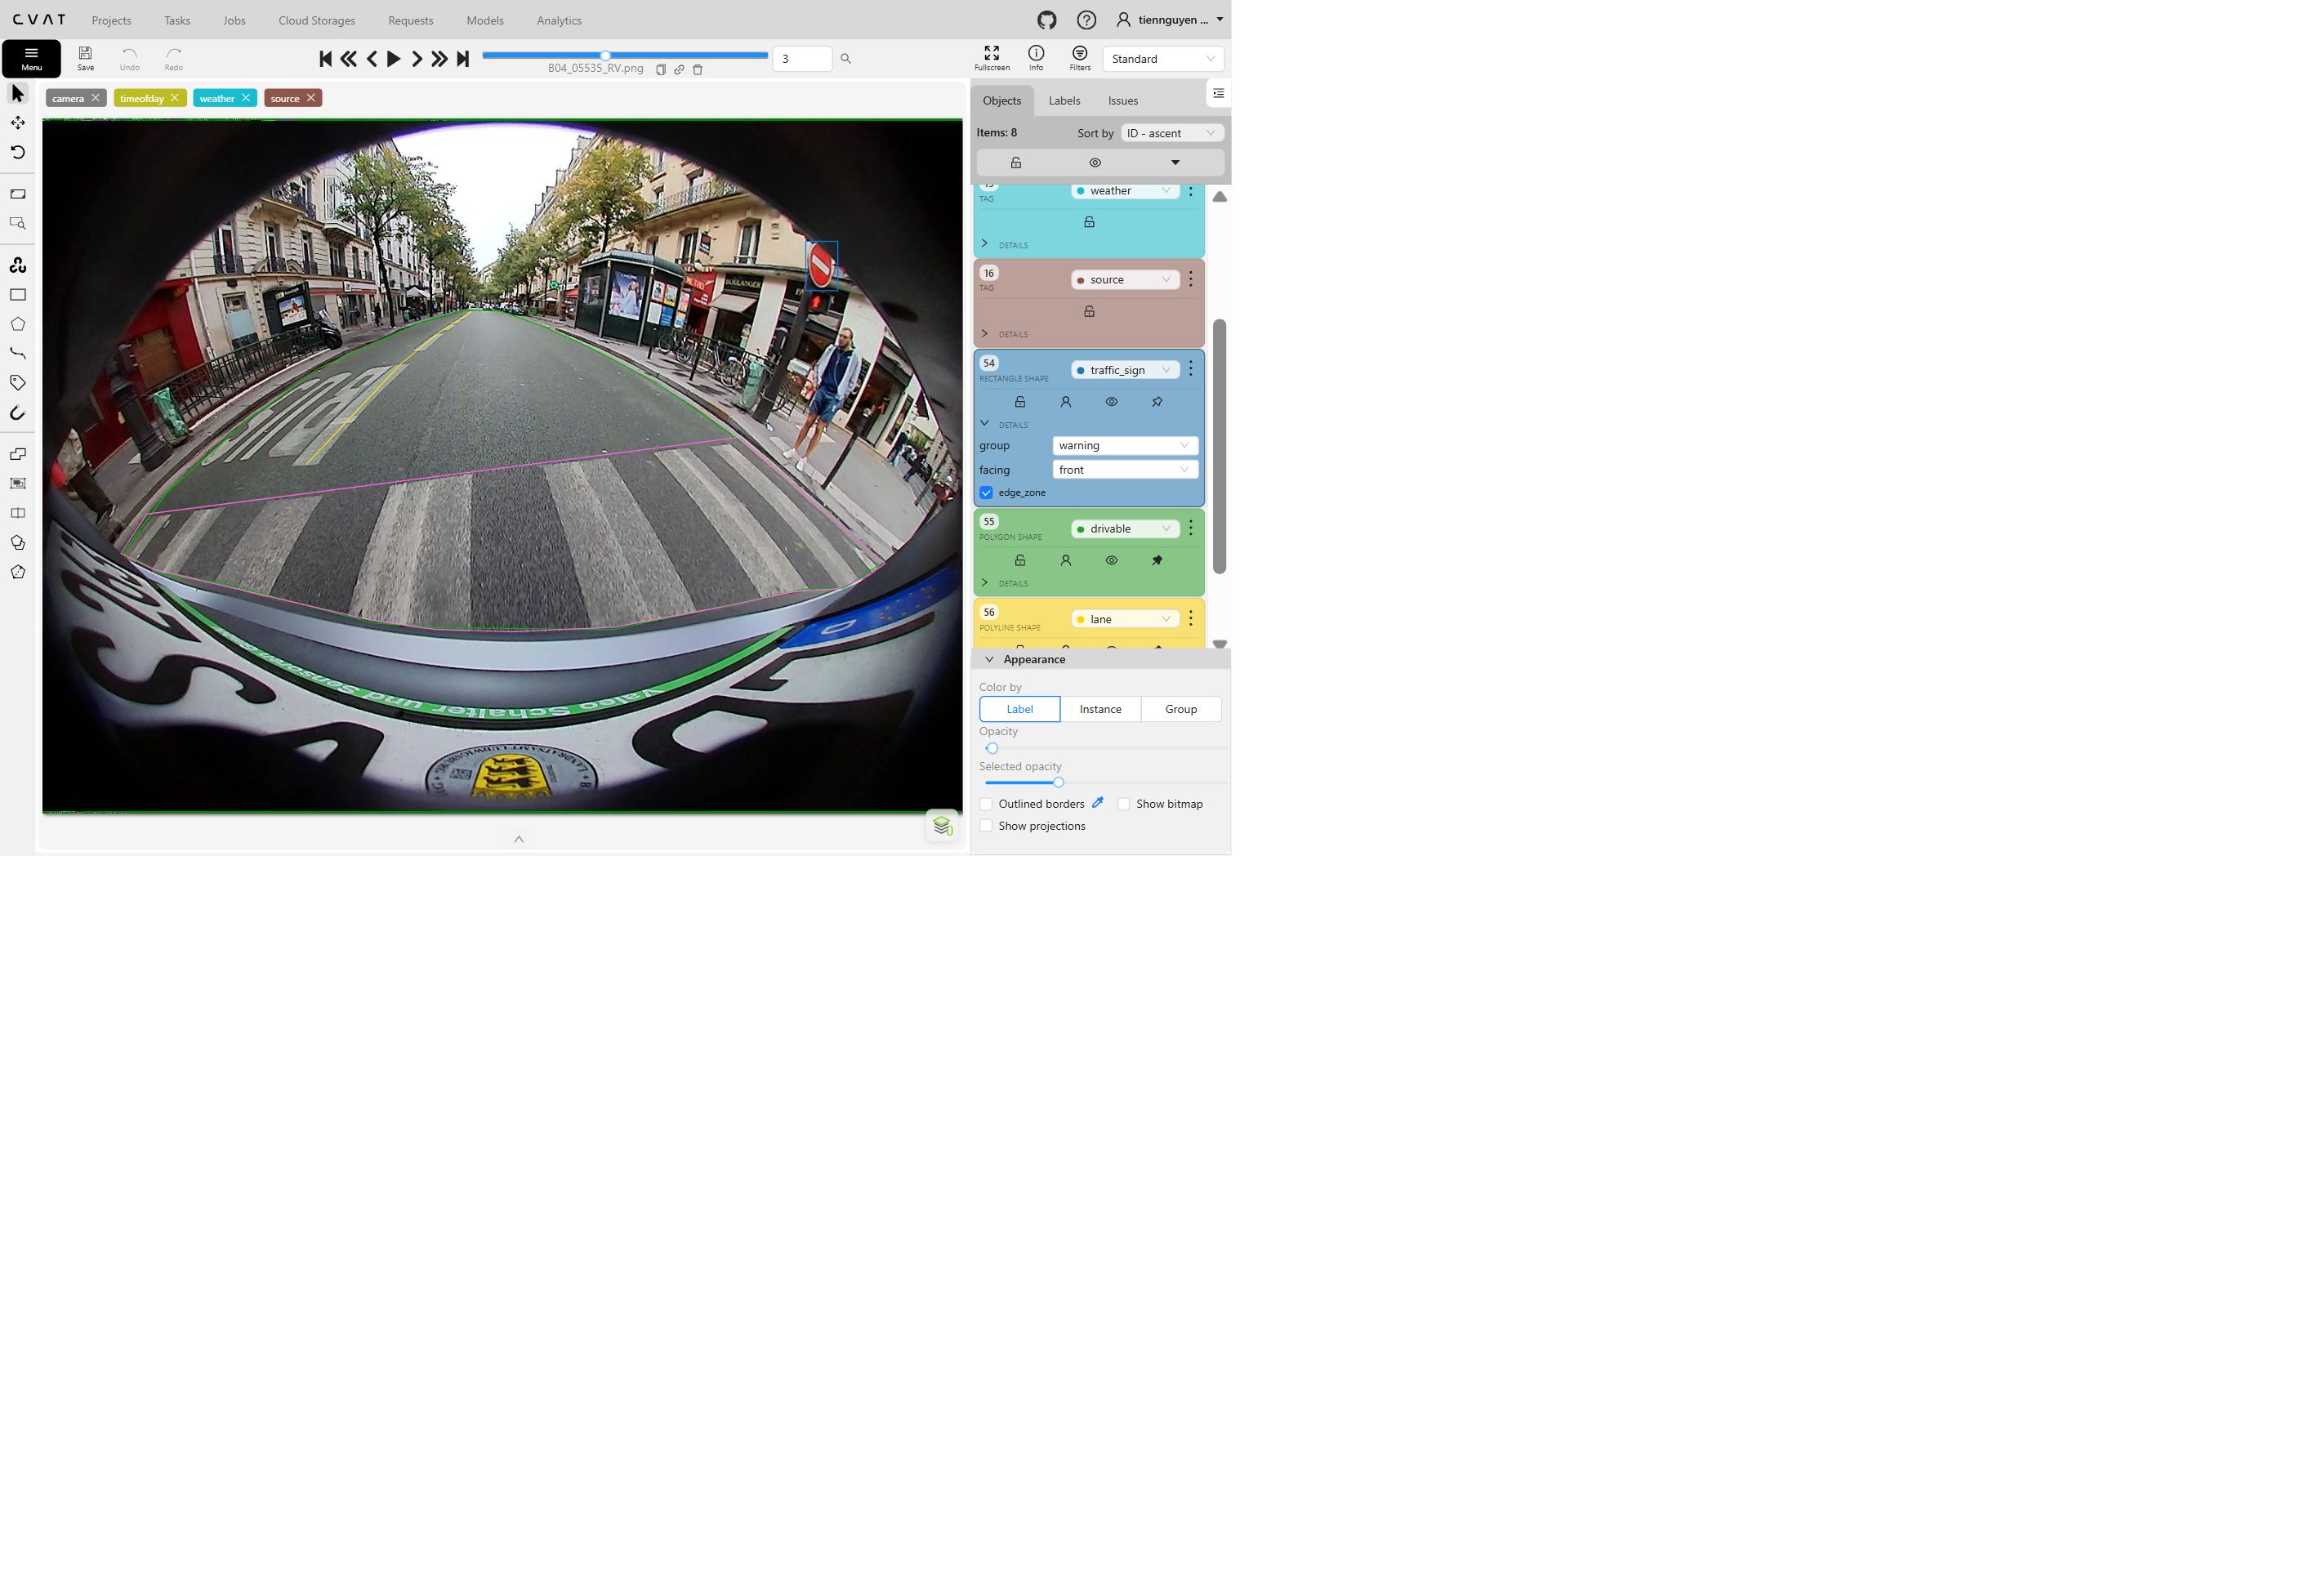 CVAT Projects Tasks Jobs Cloud Storages Requests Models Analytics tiennguyen ...
Menu Save Undo Redo 3 Fullscreen Info Filters Standard
B04_05535_RV.png
camera timeofday weather source
Objects Labels Issues
Items: 8 Sort by ID - ascent
weather
TAG
DETAILS
16 source
TAG
DETAILS
54 traffic_sign
RECTANGLE SHAPE
DETAILS
group warning
facing front
edge_zone
55 drivable
POLYGON SHAPE
DETAILS
56 lane
POLYLINE SHAPE
Appearance
Color by
Label Instance Group
Opacity
Selected opacity
Outlined borders Show bitmap
Show projections
BOULANGER